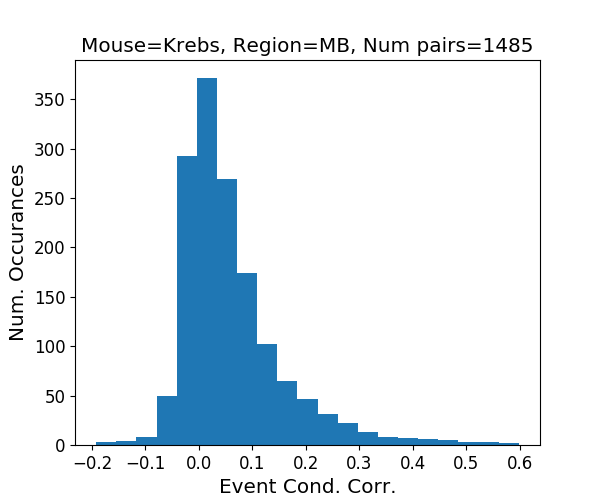 Mouse=Krebs, Region=MB, Num pairs=1485
Num. Occurances
350
300
250
200
150
100
50
0
−0.2 −0.1 0.0 0.1 0.2 0.3 0.4 0.5 0.6
Event Cond. Corr.